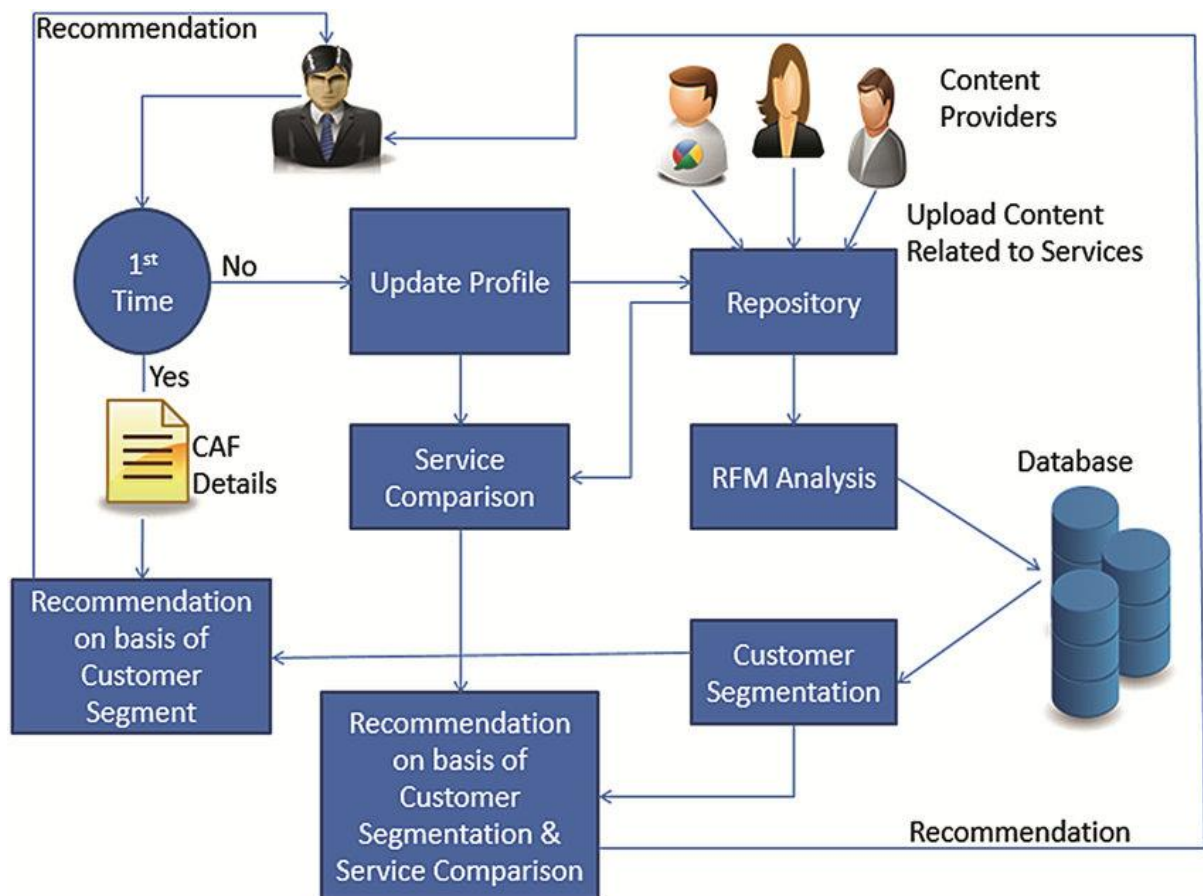 Recommendation
Content
Providers
Upload Content
Related to Services
1st
Time
No
Update Profile
Repository
Yes
CAF
Details
Service
Comparison
RFM Analysis
Database
Recommendation
on basis of
Customer
Segment
Customer
Segmentation
Recommendation
on basis of
Customer
Segmentation &
Service Comparison
Recommendation